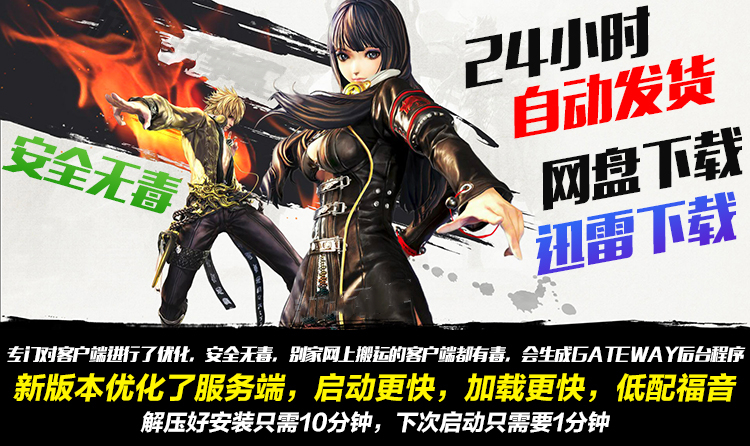 24小时
自动发货
网盘下载
迅雷下载
安全无毒
专门对客户端进行了优化，安全无毒，别家网上搬运的客户端都有毒，会生成GATEWAY后台程序
新版本优化了服务端，启动更快，加载更快，低配福音
解压好安装只需10分钟，下次启动只需要1分钟